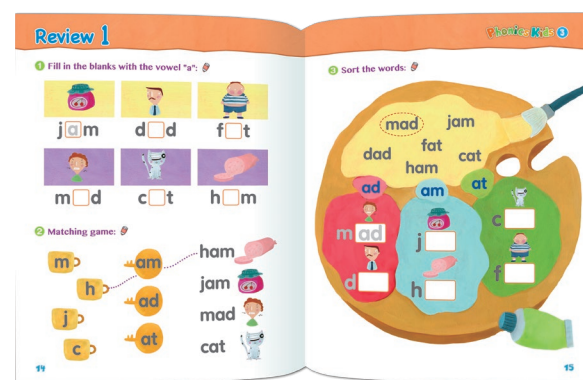 Review 1
1 Fill in the blanks with the vowel "a":
jam d d f t
m d c t h m
2 Matching game:
m am ham
h ad jam
j at mad
c cat
14
Phonics Kids 3
3 Sort the words:
mad jam
fat
dad cat
ham
ad am at
mad j c
d h f
15